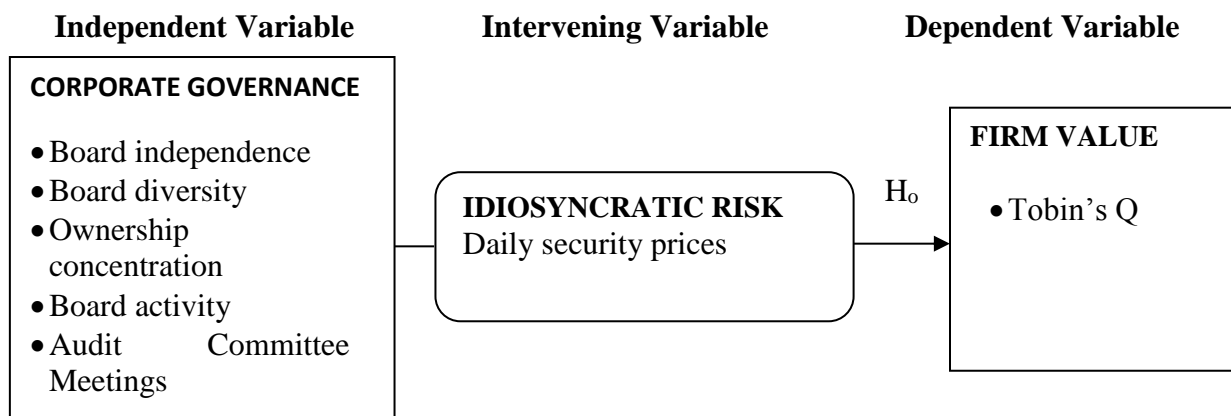 Independent Variable
Intervening Variable
Dependent Variable
CORPORATE GOVERNANCE
• Board independence
• Board diversity
• Ownership
concentration
• Board activity
• Audit Committee
Meetings
IDIOSYNCRATIC RISK
Daily security prices
Ho
FIRM VALUE
• Tobin's Q